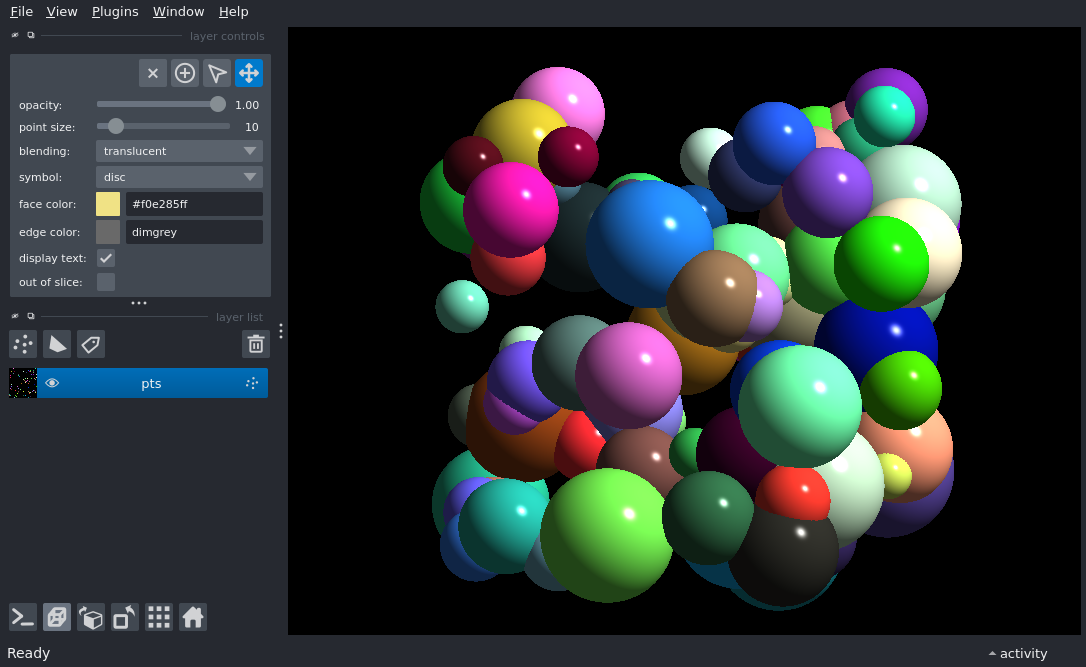 File View Plugins Window Help
layer controls
opacity: 1.00
point size: 10
blending: translucent
symbol: disc
face color: #f0e285ff
edge color: dimgrey
display text:
out of slice:
layer list
pts
Ready activity